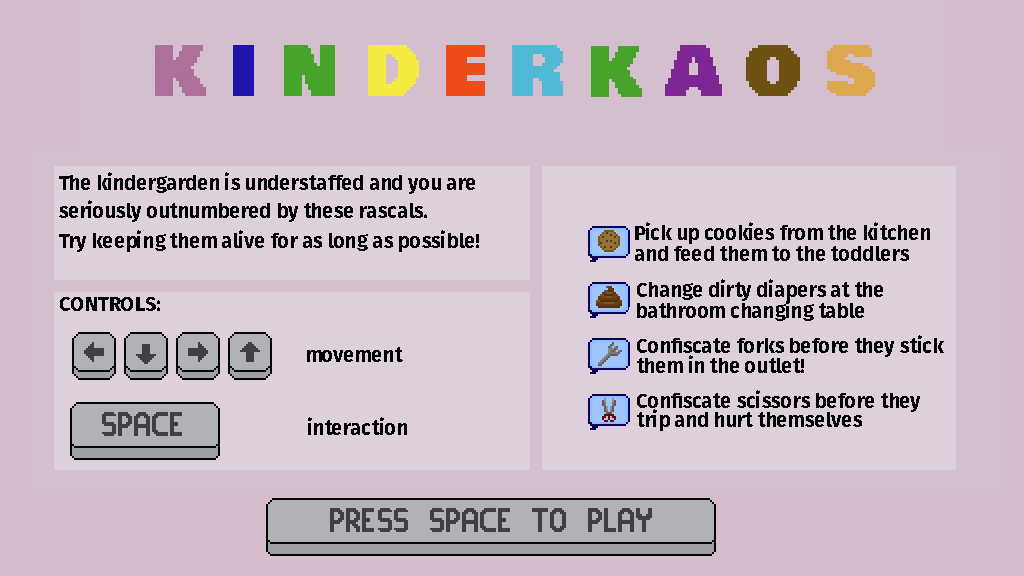 KINDERKAOS
The kindergarden is understaffed and you are
seriously outnumbered by these rascals.
Try keeping them alive for as long as possible!
CONTROLS:
movement
SPACE
interaction
Pick up cookies from the kitchen
and feed them to the toddlers
Change dirty diapers at the
bathroom changing table
Confiscate forks before they stick
them in the outlet!
Confiscate scissors before they
trip and hurt themselves
PRESS SPACE TO PLAY